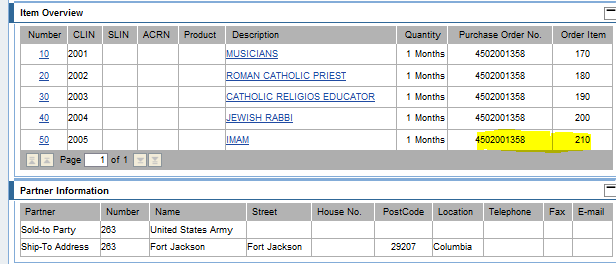 Item Overview
Number CLIN SLIN ACRN Product Description Quantity Purchase Order No. Order Item
10 2001 MUSICIANS 1 Months 4502001358 170
20 2002 ROMAN CATHOLIC PRIEST 1 Months 4502001358 180
30 2003 CATHOLIC RELIGIOS EDUCATOR 1 Months 4502001358 190
40 2004 JEWISH RABBI 1 Months 4502001358 200
50 2005 IMAM 1 Months 4502001358 210
Page 1 of 1
Partner Information
Partner Number Name Street House No. PostCode Location Telephone Fax E-mail
Sold-to Party 263 United States Army
Ship-To Address 263 Fort Jackson Fort Jackson 29207 Columbia